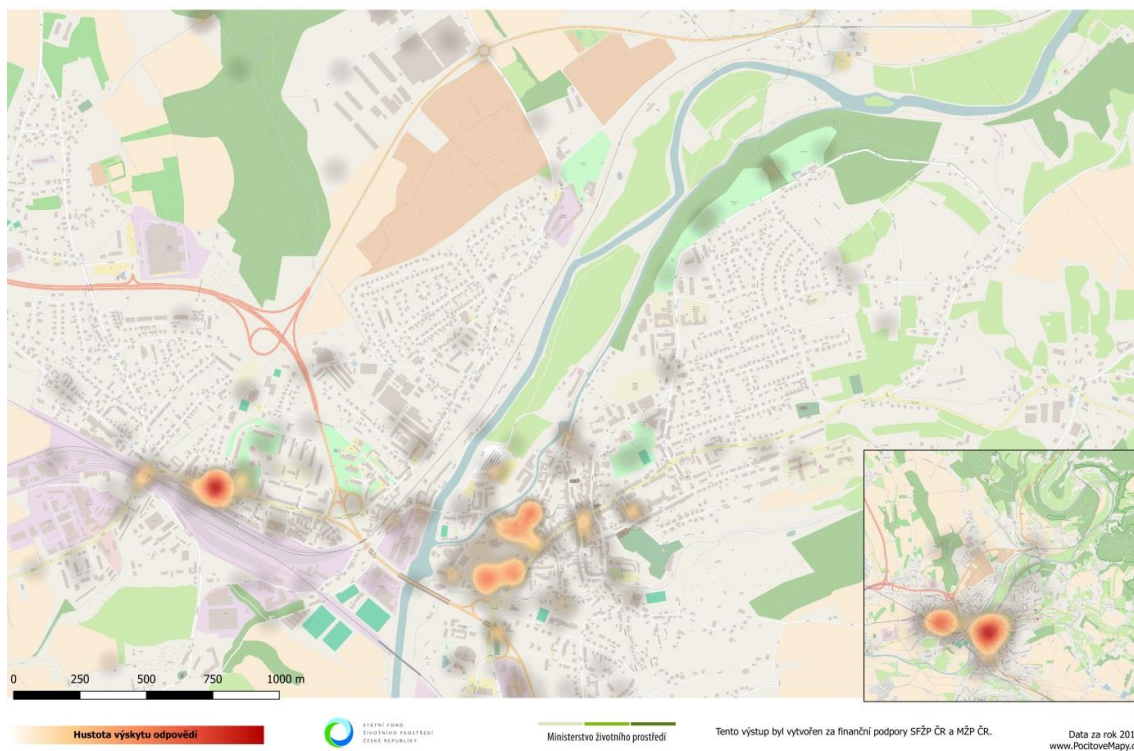 0 250 500 750 1000 m
Hustota výskytu odpovědí
STÁTNÍ FOND
ŽIVOTNÍHO PROSTŘEDÍ
ČESKÉ REPUBLIKY
Ministerstvo životního prostředí
Tento výstup byl vytvořen za finanční podpory SFŽP ČR a MŽP ČR.
Data za rok 201
www.PocitoveMapy.